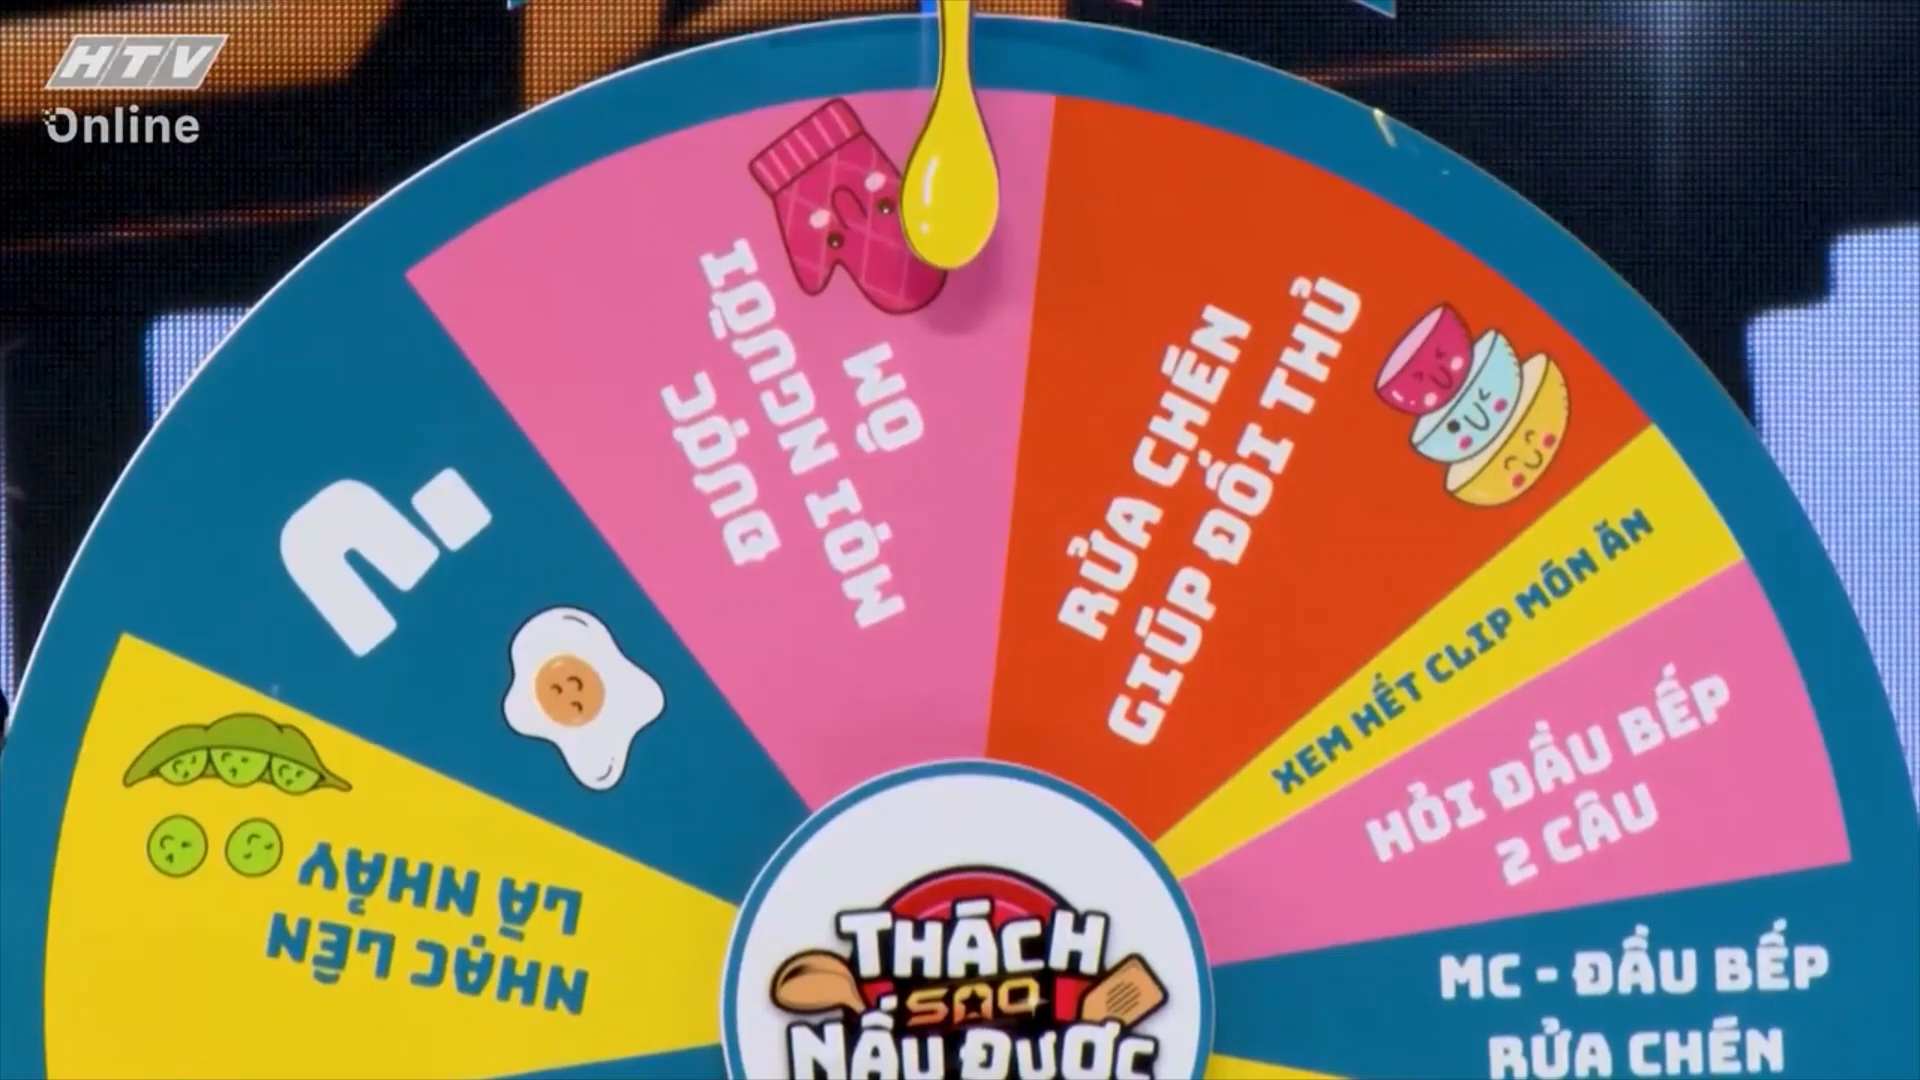 HTV
Online
ĐƯỢC
MỌI NGƯỜI
ÔM
RỬA CHÉN
GIÚP ĐỐI THỦ
XEM HẾT CLIP MÓN ĂN
HỎI ĐẦU BẾP
2 CÂU
MC - ĐẦU BẾP
RỬA CHÉN
NHẠC LÊN
LÀ NHẢY
THÁCH
SAO
NẤU ĐƯỢC